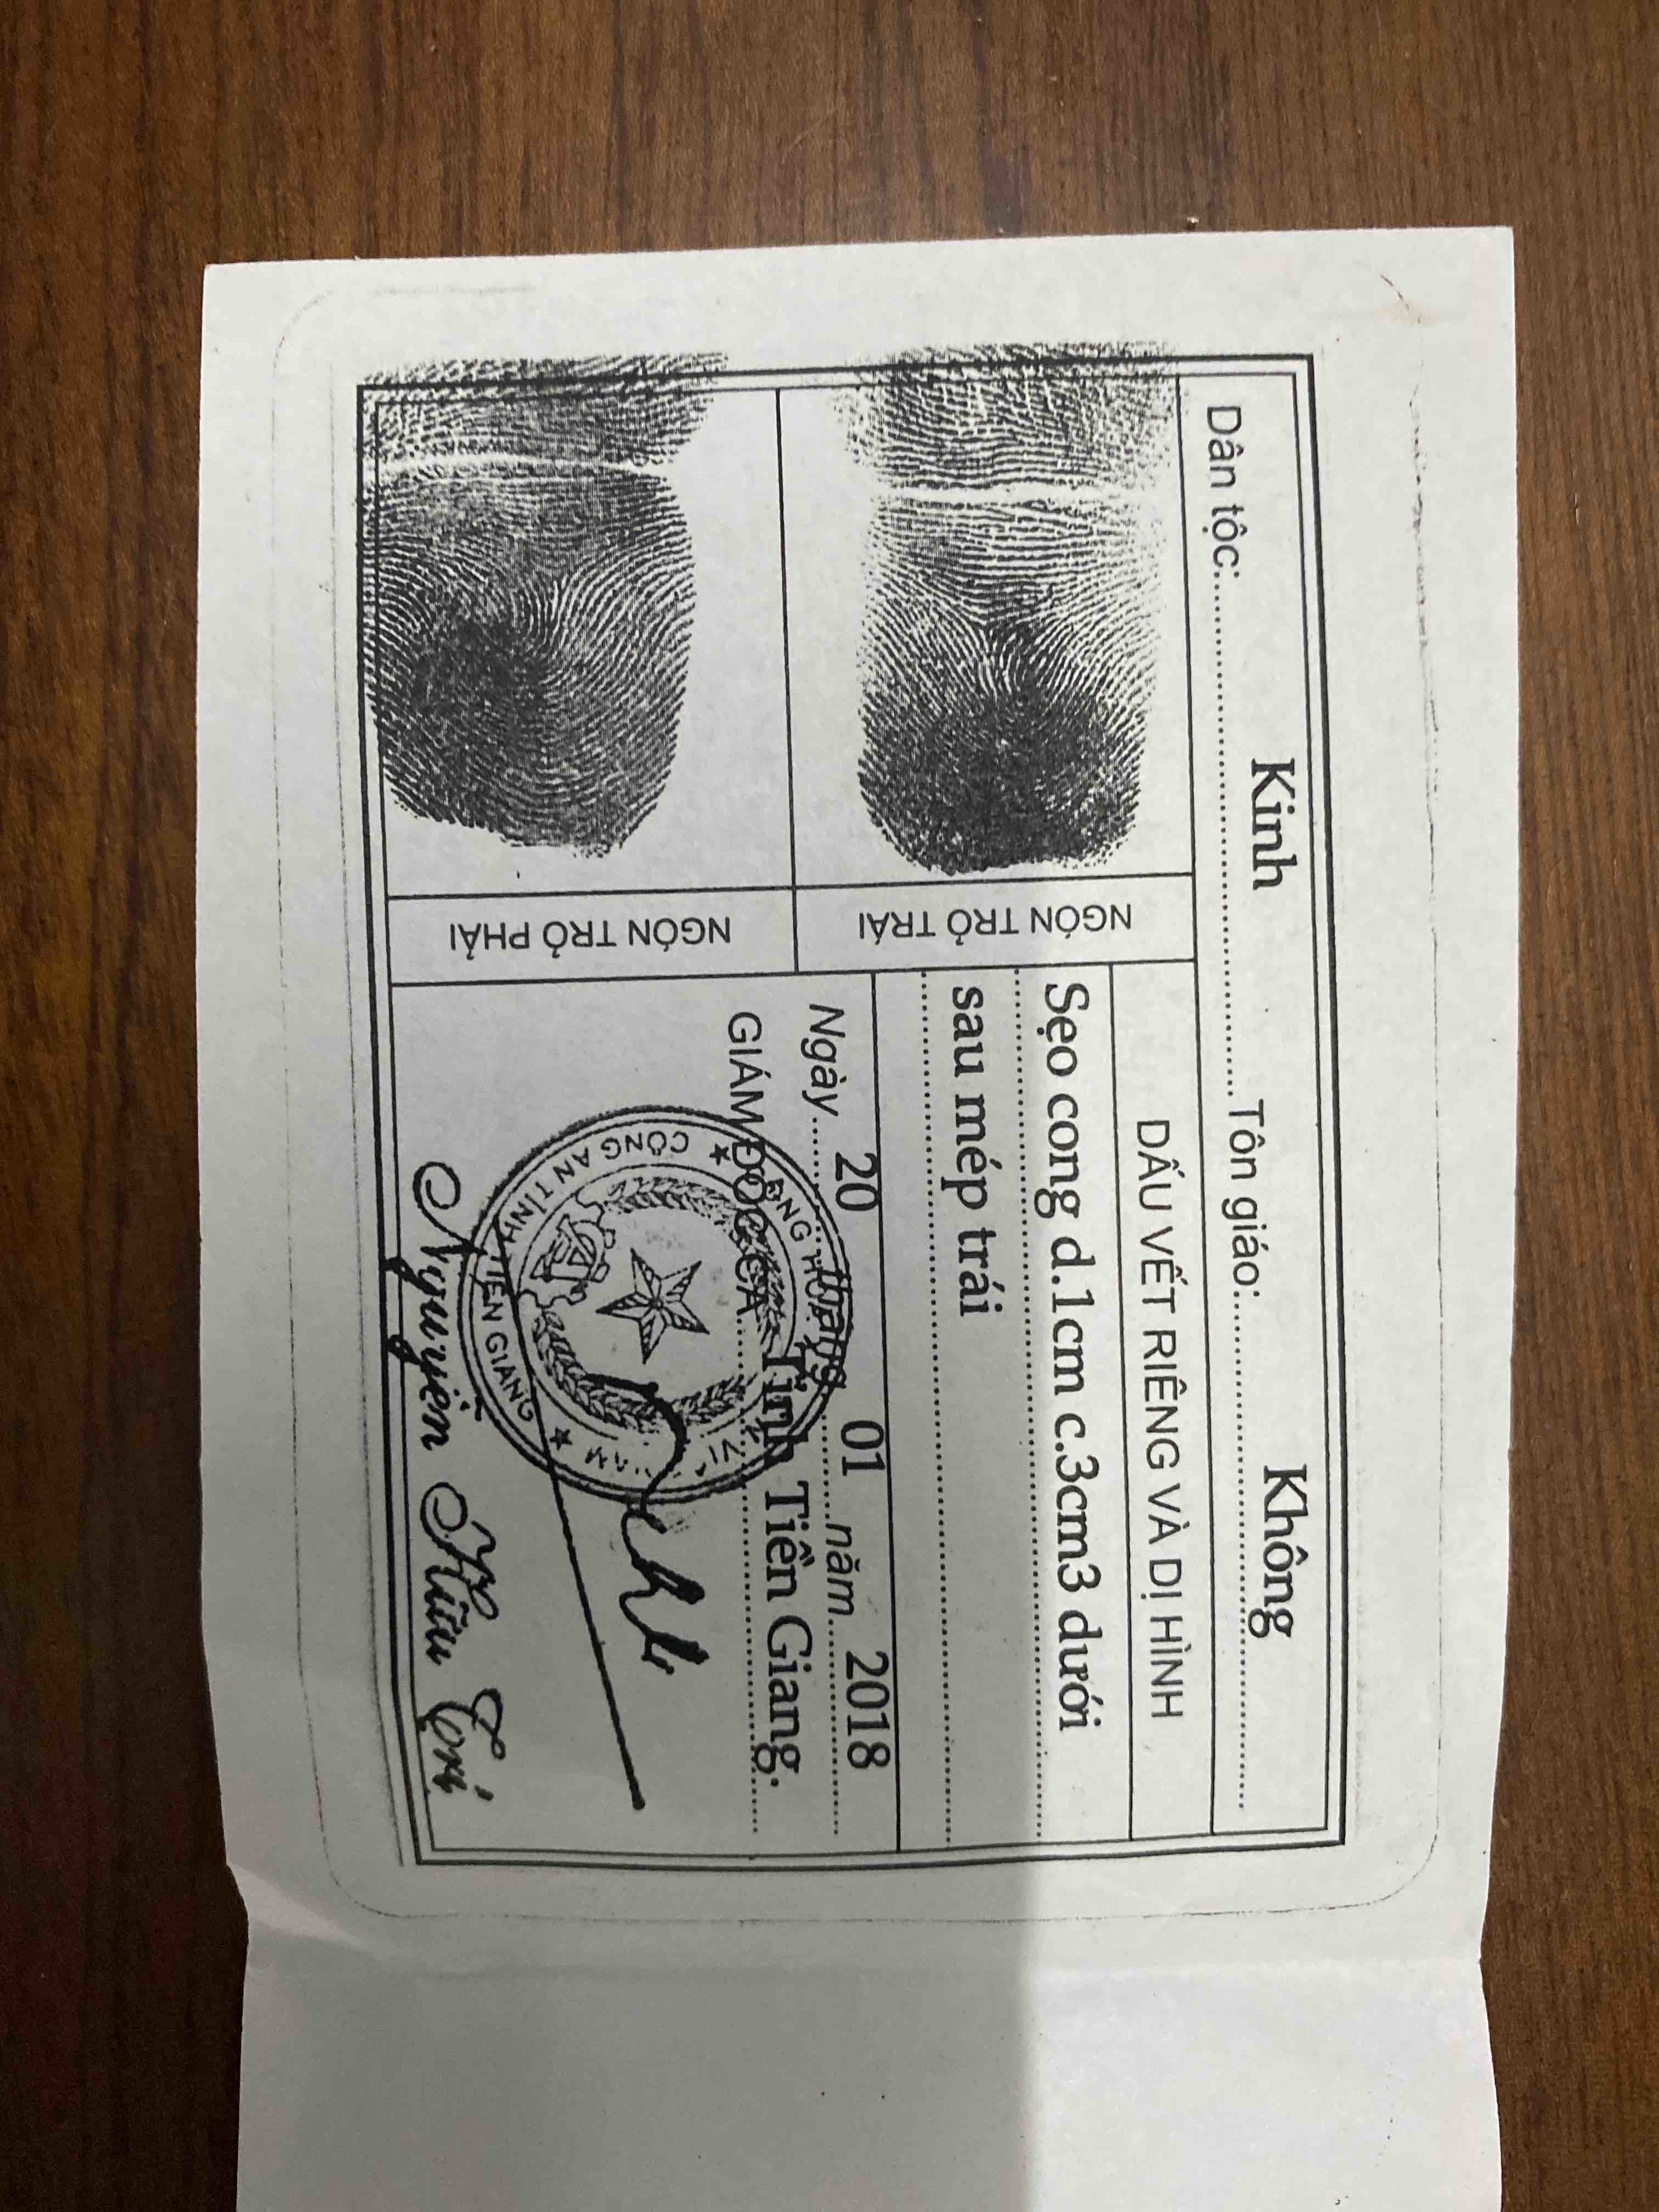 Dân tộc: Kinh Tôn giáo: Không
NGÓN TRỎ TRÁI
NGÓN TRỎ PHẢI
DẤU VẾT RIÊNG VÀ DỊ HÌNH
Sẹo cong d.1cm c.3cm3 dưới
sau mép trái
Ngày 20 tháng 01 năm 2018
GIÁM ĐỐC CA Tỉnh Tiền Giang.
CÔNG AN TỈNH TIỀN GIANG
Nguyễn Hữu Trí